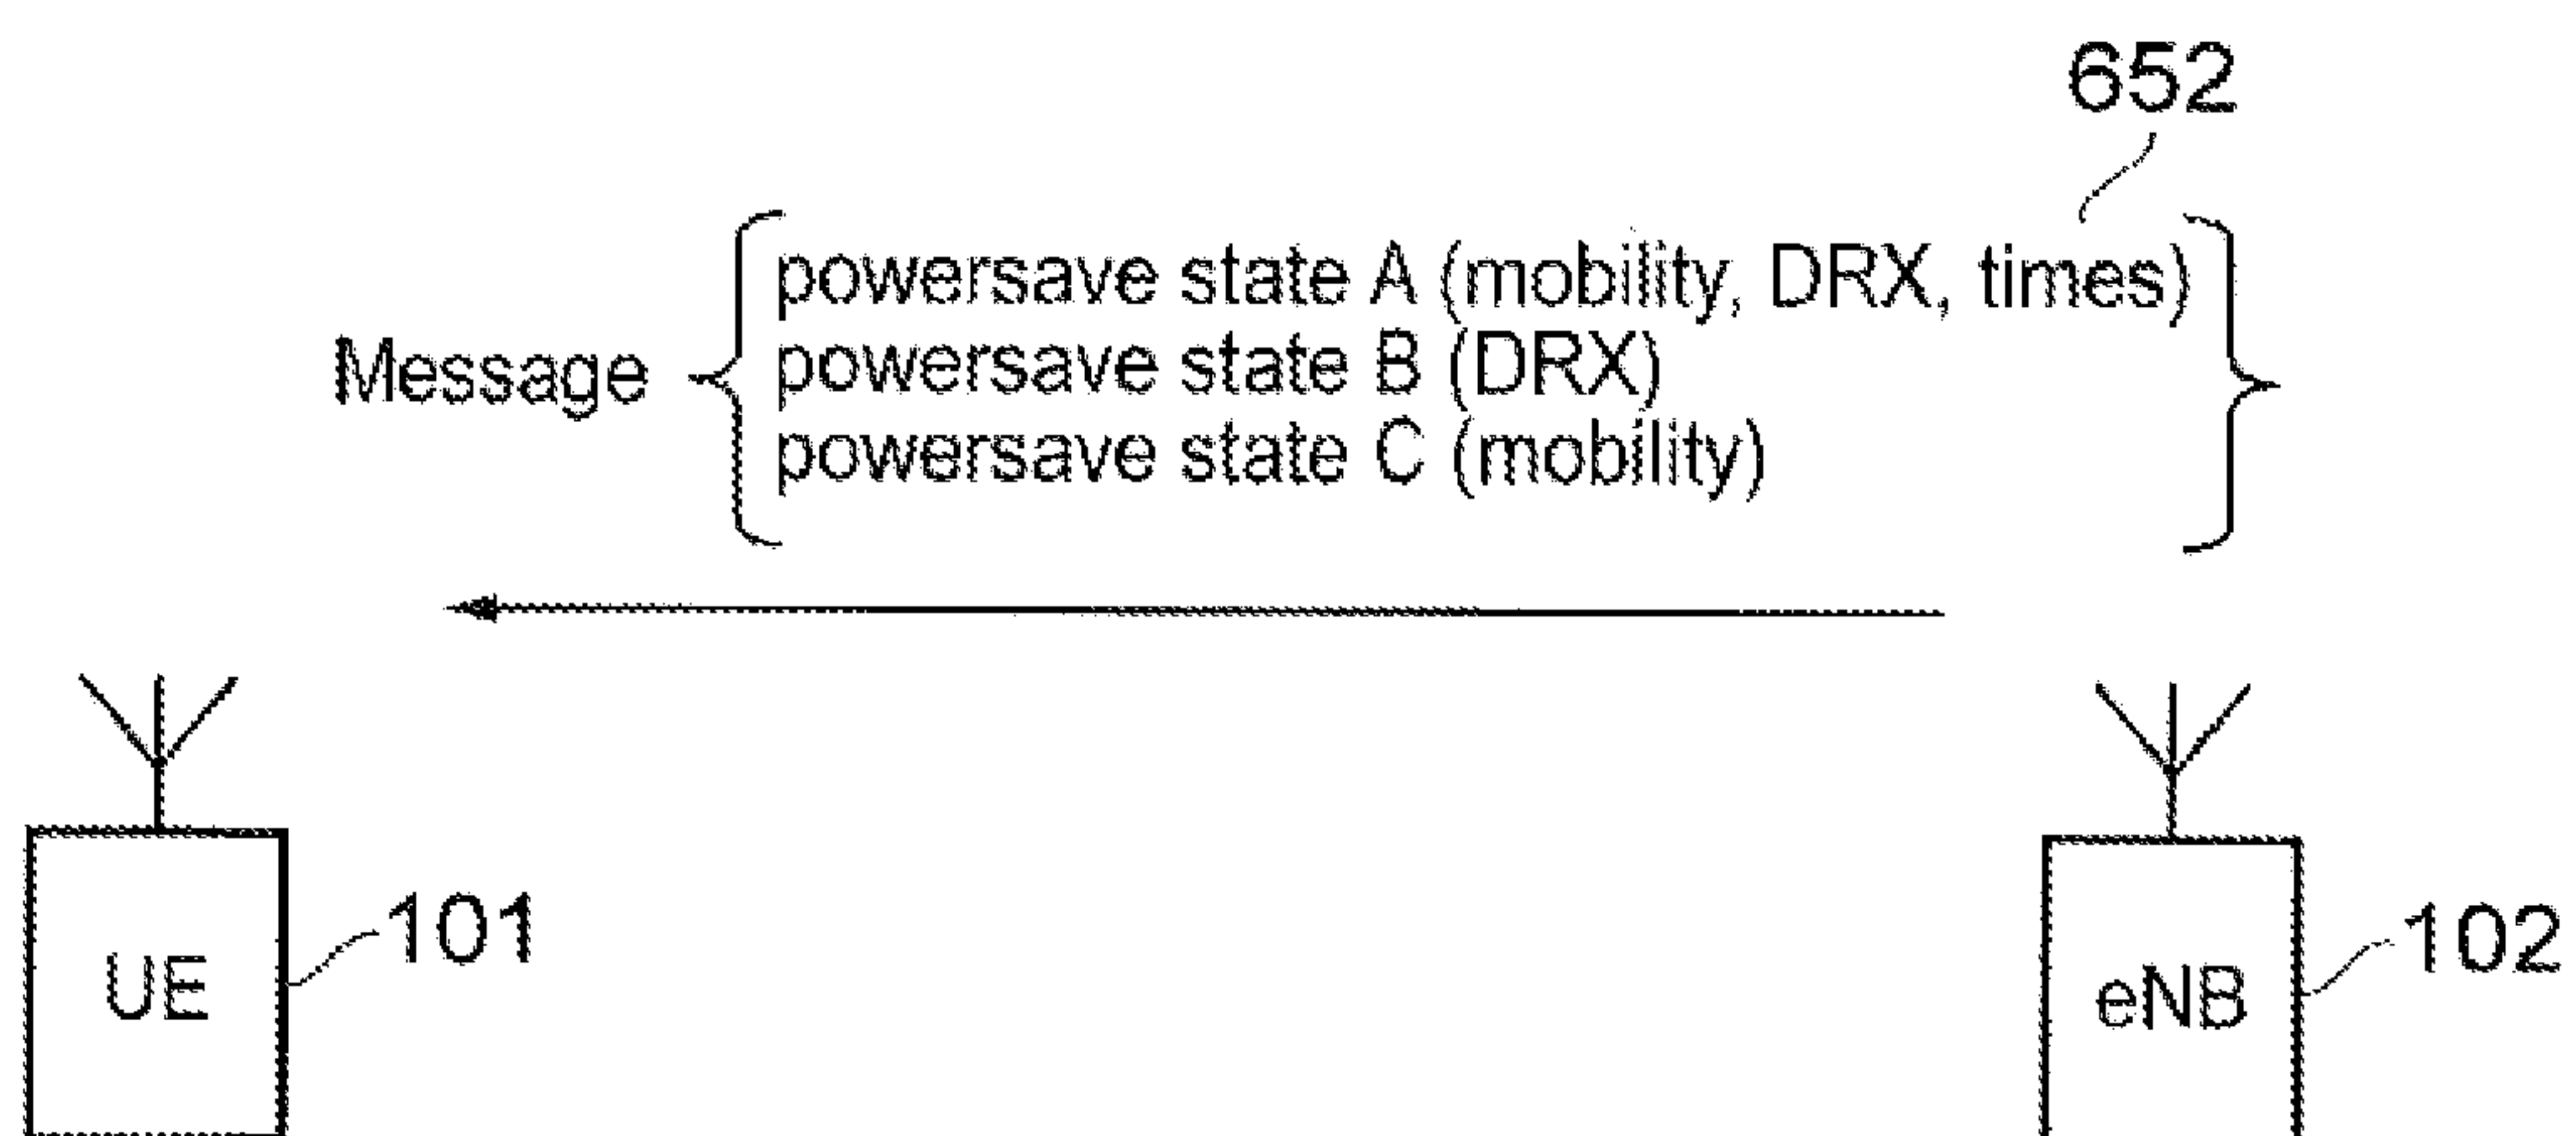 652
powersave state A (mobility, DRX, times)
Message
powersave state B (DRX)
powersave state C (mobility)
UE
101
eNB
102